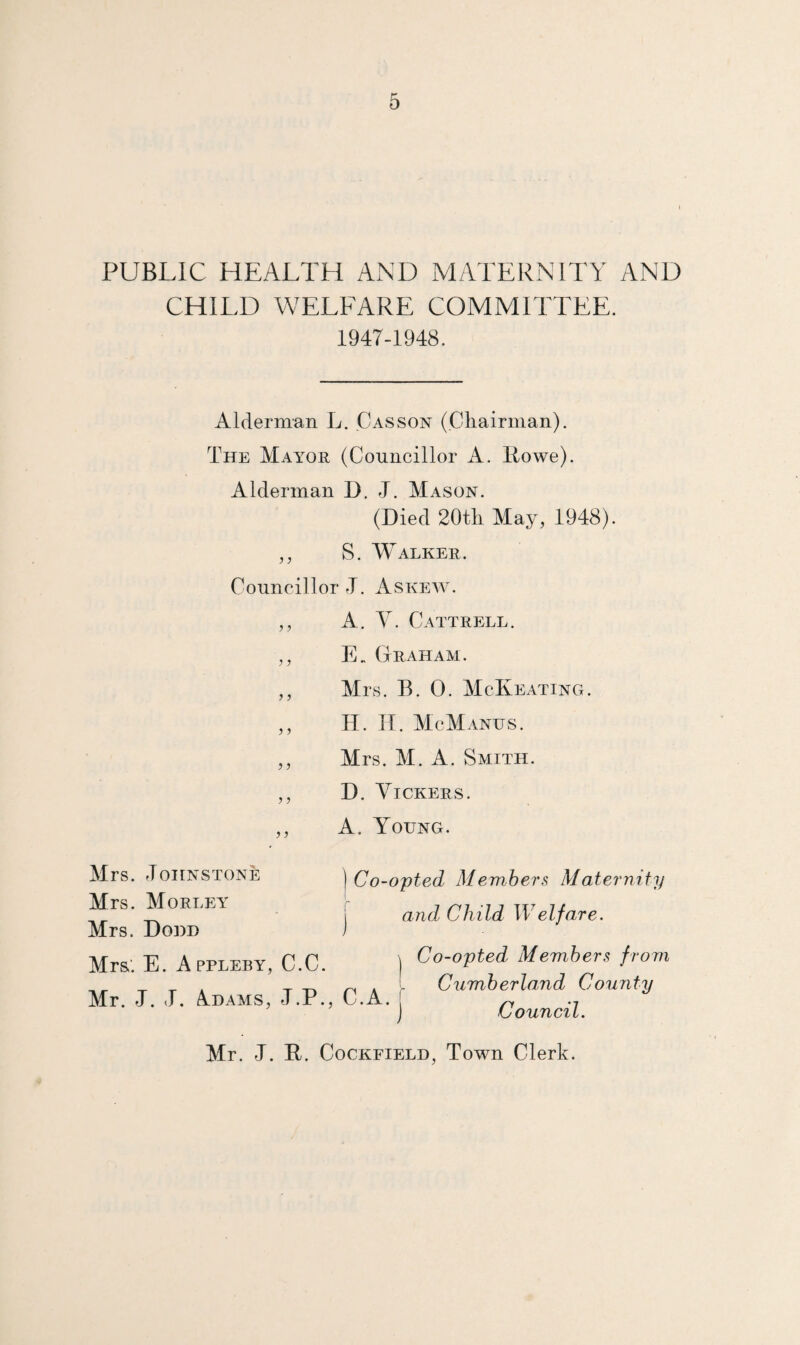 5
PUBLIC HEALTH AND MATERNITY AND
CHILD WELFARE COMMITTEE.
1947-1948.
Alderman L. Casson (Chairman).
The Mayor (Councillor A. Rowe).
Alderman D. J. Mason.
(Died 20th May, 1948).
,, S. Walker.
Councillor J. Askew.
,, A. V. Cattrell.
,, E. Graham.
,, Mrs. B. O. McKeating.
,, H. H. McManus.
,, Mrs. M. A. Smith.
,, D. Vickers.
,, A. Young.
Mrs. Johnstone
Mrs. Morley
Mrs. Dodd
Co-opted Members Maternity
and Child Welfare.
Mrs. E. Appleby, C.C.
Mr. J. J. Adams, J.P., C.A.
Co-opted Members from
Cumberland County
Council.
Mr. J. R. Cockfield, Town Clerk.